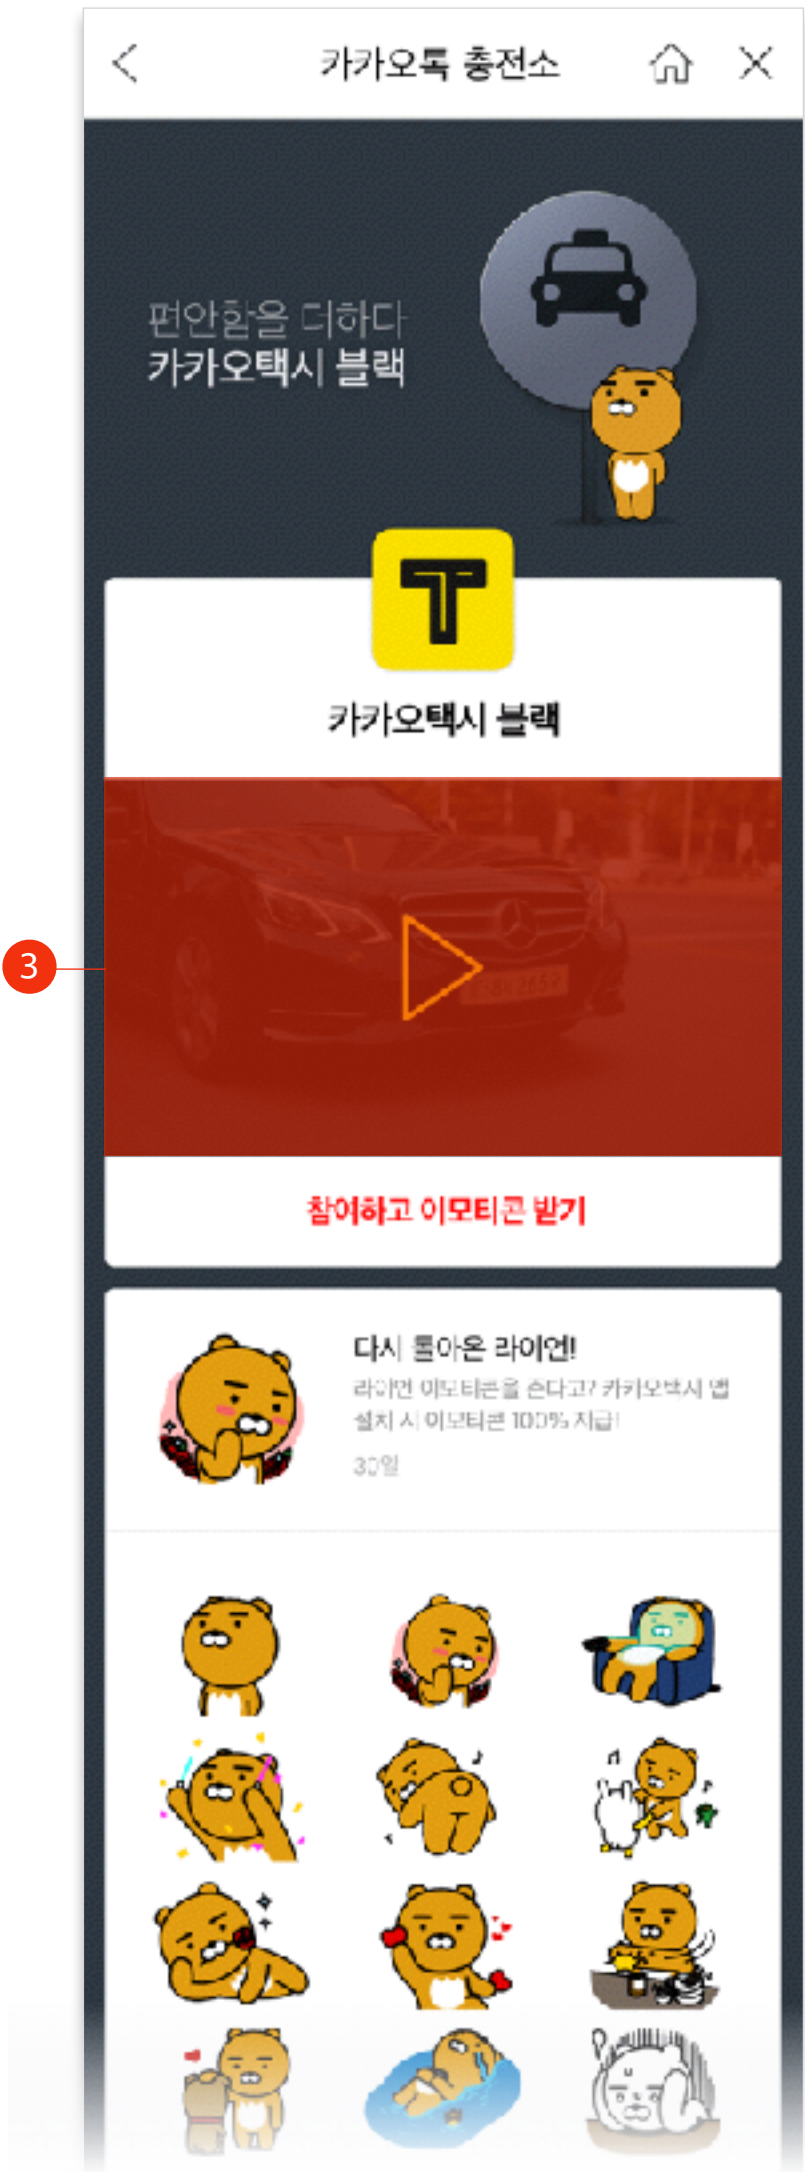 카카오톡 충전소
편안함을 더하다
카카오택시 블랙
T
카카오택시 블랙
3
참여하고 이모티콘 받기
다시 돌아온 라이언!
라이언 이모티콘을 준다고? 카카오택시 앱
설치 시 이모티콘 100% 지급!
30일